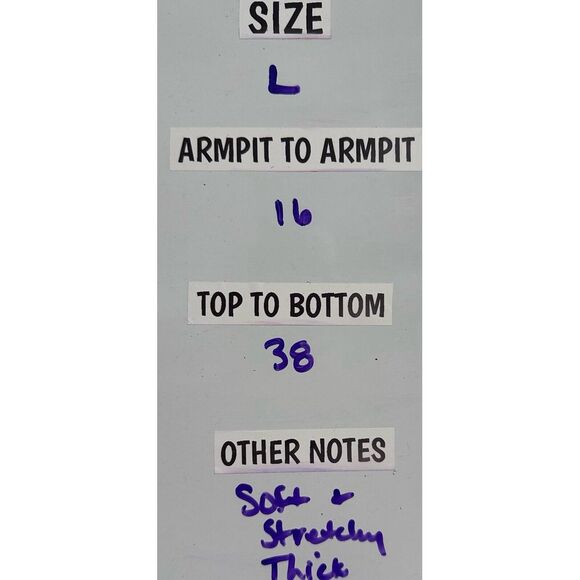 SIZE
L
ARMPIT TO ARMPIT
16
TOP TO BOTTOM
38
OTHER NOTES
Soft +
Stretchy
Thick